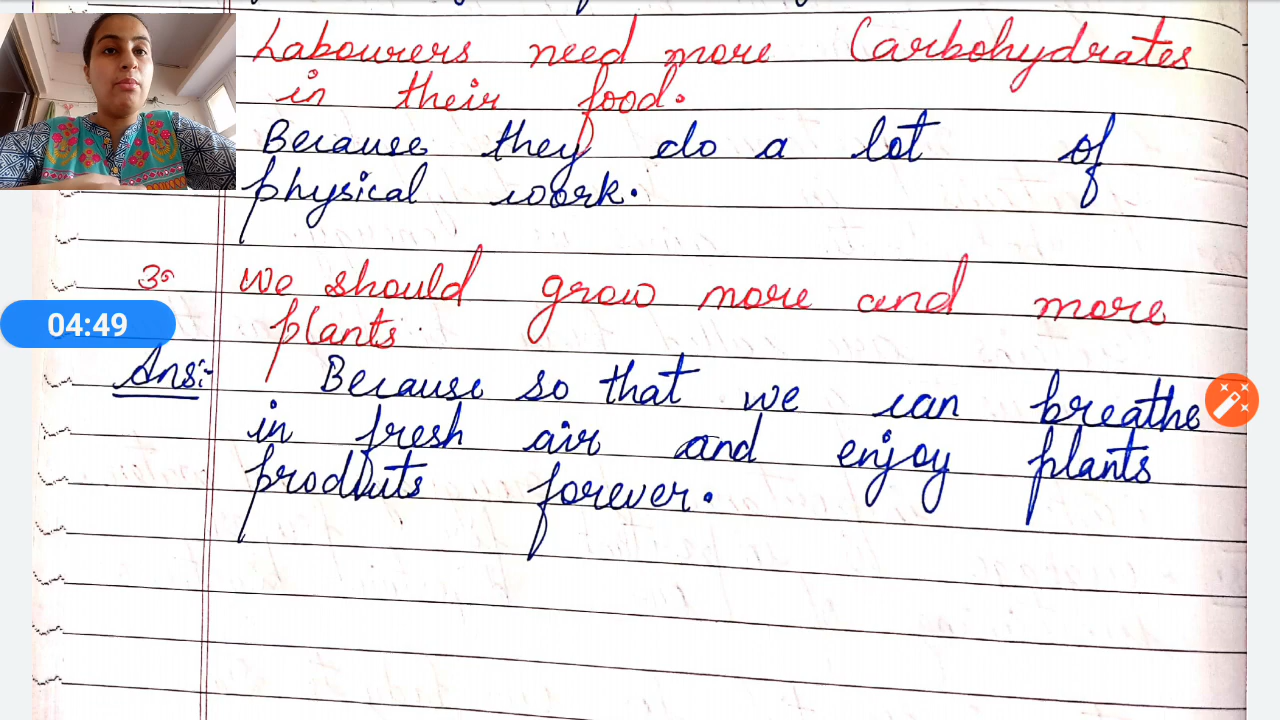 Labourers need more Carbohydrates
in their food.
Because they do a lot of
physical work.
3. We should grow more and more
plants.
04:49
Ans:- Because so that we can breathe
in fresh air and enjoy plants
products forever.